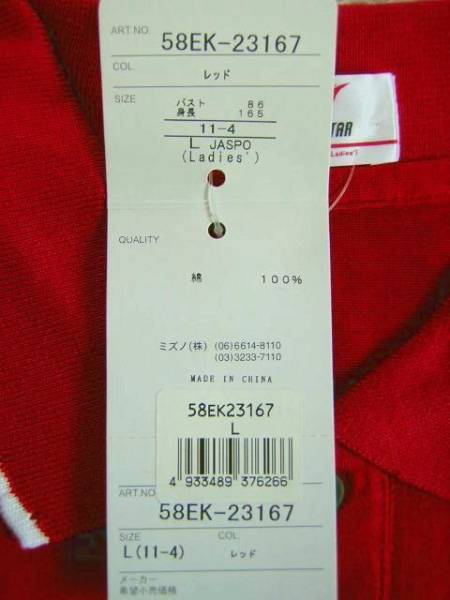 ART.NO.
58EK-23167
COL.
レッド
SIZE
バスト 86
身長 165
11-4
L JASPO
(Ladies')
TAR
(Ladies')
QUALITY
綿 100%
ミズノ(株) (06)6614-8110
(03)3233-7110
MADE IN CHINA
58EK23167
L
4 933489 376266
ART.NO.
58EK-23167
SIZE COL.
L(11-4) レッド
メーカー
希望小売価格